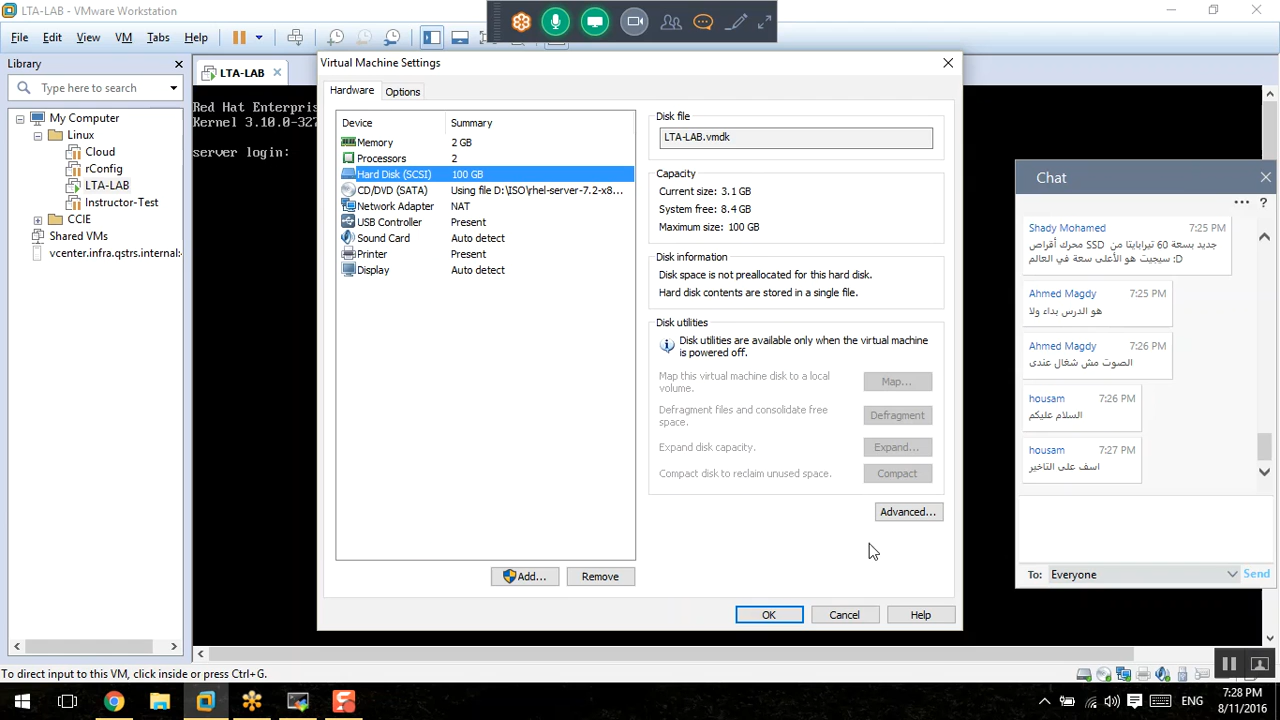 LTA-LAB - VMware Workstation
File Edit View VM Tabs Help
Library
Type here to search
My Computer
Linux
Cloud
rConfig
LTA-LAB
Instructor-Test
CCIE
Shared VMs
vcenter.infra.qstrs.internal:
LTA-LAB
Red Hat Enterpris
Kernel 3.10.0-327
server login:
Virtual Machine Settings
Hardware Options
Device Summary
Memory 2 GB
Processors 2
Hard Disk (SCSI) 100 GB
CD/DVD (SATA) Using file D:\ISO\rhel-server-7.2-x8...
Network Adapter NAT
USB Controller Present
Sound Card Auto detect
Printer Present
Display Auto detect
Add... Remove
Disk file
LTA-LAB.vmdk
Capacity
Current size: 3.1 GB
System free: 8.4 GB
Maximum size: 100 GB
Disk information
Disk space is not preallocated for this hard disk.
Hard disk contents are stored in a single file.
Disk utilities
Disk utilities are available only when the virtual machine
is powered off.
Map this virtual machine disk to a local
volume.
Map...
Defragment files and consolidate free
space.
Defragment
Expand disk capacity.
Expand...
Compact disk to reclaim unused space.
Compact
Advanced...
OK Cancel Help
Chat
Shady Mohamed 7:25 PM
محرك أقراص SSD جديد بسعة 60 تيرابايتا من
سيجيت هو الأعلى سعة في العالم :D
Ahmed Magdy 7:25 PM
هو الدرس بداء ولا
Ahmed Magdy 7:26 PM
الصوت مش شغال عندى
housam 7:26 PM
السلام عليكم
housam 7:27 PM
اسف على التاخير
To: Everyone Send
To direct input to this VM, click inside or press Ctrl+G.
ENG
7:28 PM
8/11/2016